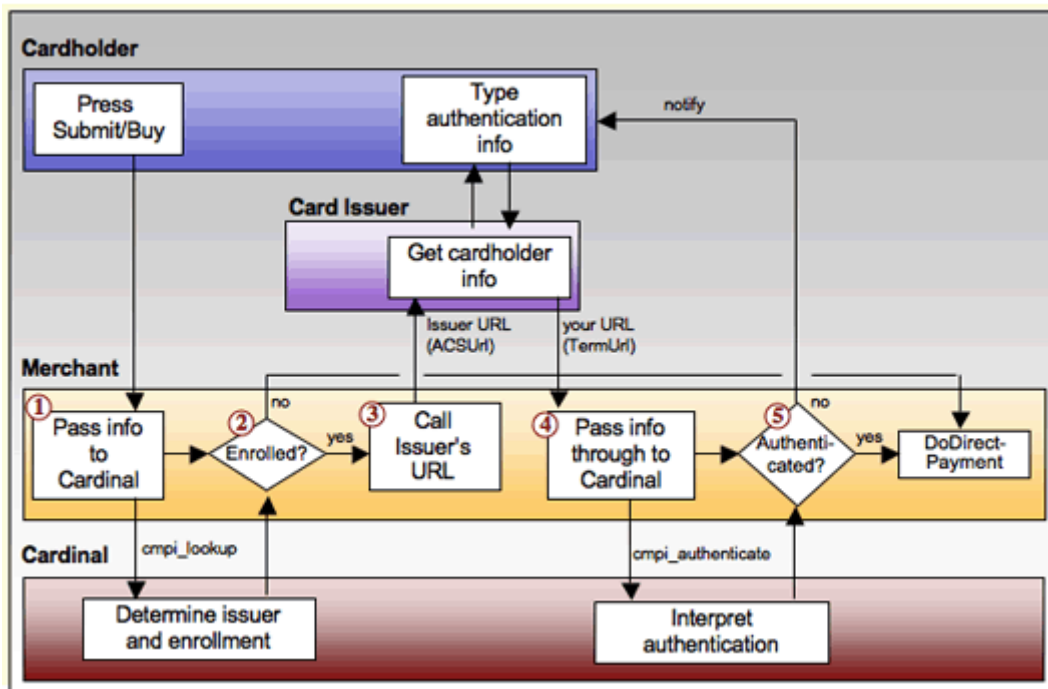 Cardholder
Press
Submit/Buy
Type
authentication
info
notify
Card Issuer
Get cardholder
info
Issuer URL
(ACSUrl)
your URL
(TermUrl)
Merchant
1
Pass info
to
Cardinal
2
no
Enrolled?
yes
3
Call
Issuer's
URL
4
Pass info
through to
Cardinal
5
no
Authenti-
cated?
yes
DoDirect-
Payment
cmpi_lookup
cmpi_authenticate
Cardinal
Determine issuer
and enrollment
Interpret
authentication